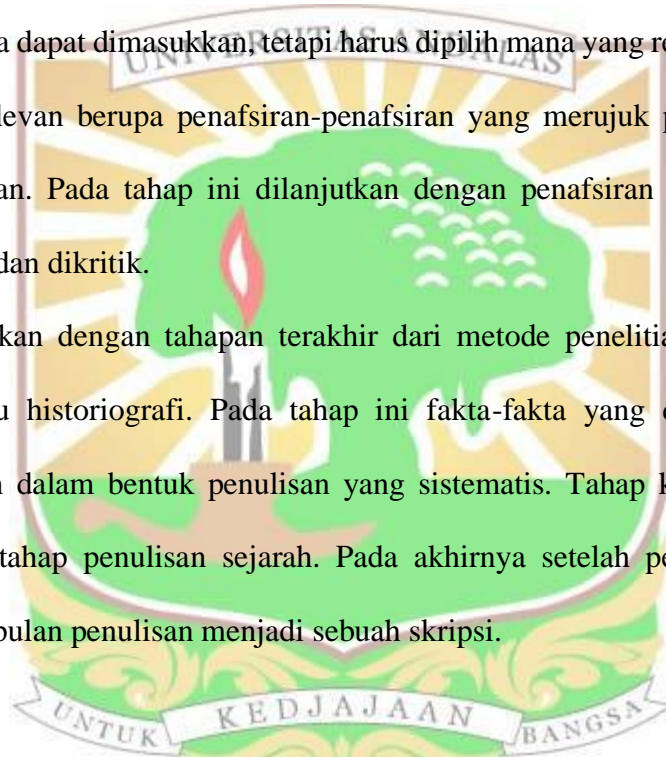 a dapat dimasukkan, tetapi harus dipilih mana yang re
UNIVERSITAS ANDALAS
levan berupa penafsiran-penafsiran yang merujuk p
an. Pada tahap ini dilanjutkan dengan penafsiran
dan dikritik.
kan dengan tahapan terakhir dari metode penelitia
u historiografi. Pada tahap ini fakta-fakta yang
dalam bentuk penulisan yang sistematis. Tahap k
tahap penulisan sejarah. Pada akhirnya setelah pe
pulan penulisan menjadi sebuah skripsi.
UNTUK KEDJAJAAN BANGSA